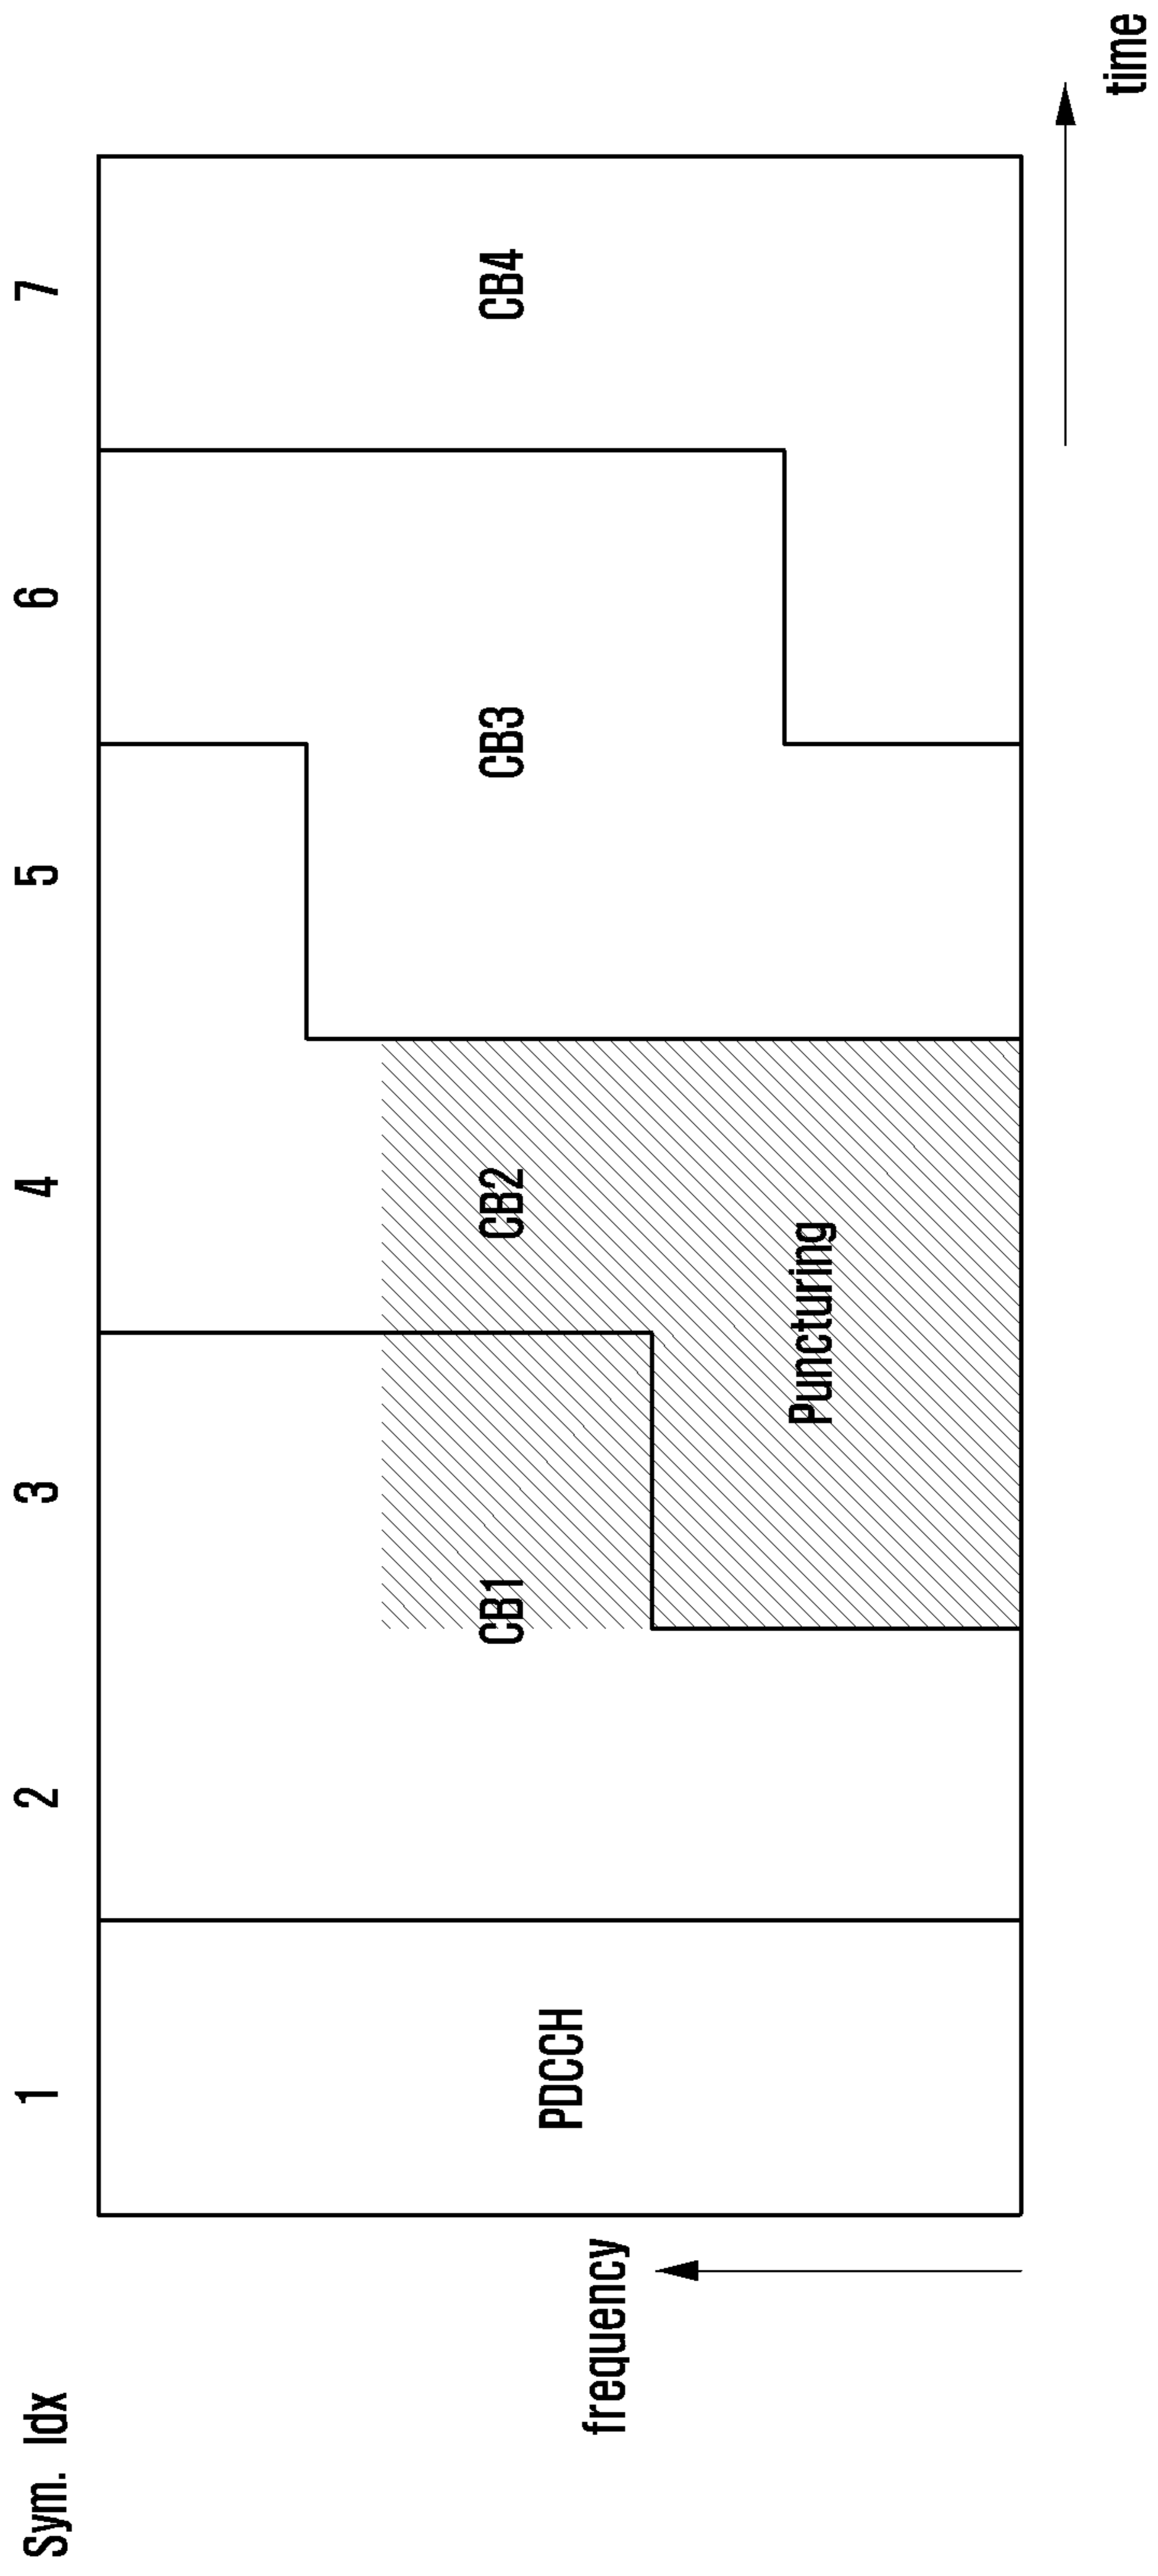 Sym. Idx 1 2 3 4 5 6 7
PDCCH
CB1
CB2
CB3
CB4
Puncturing
frequency
time